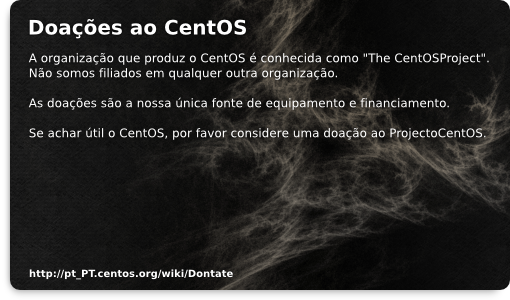 Doações ao CentOS
A organização que produz o CentOS é conhecida como "The CentOSProject".
Não somos filiados em qualquer outra organização.
As doações são a nossa única fonte de equipamento e financiamento.
Se achar útil o CentOS, por favor considere uma doação ao ProjectoCentOS.
http://pt_PT.centos.org/wiki/Dontate